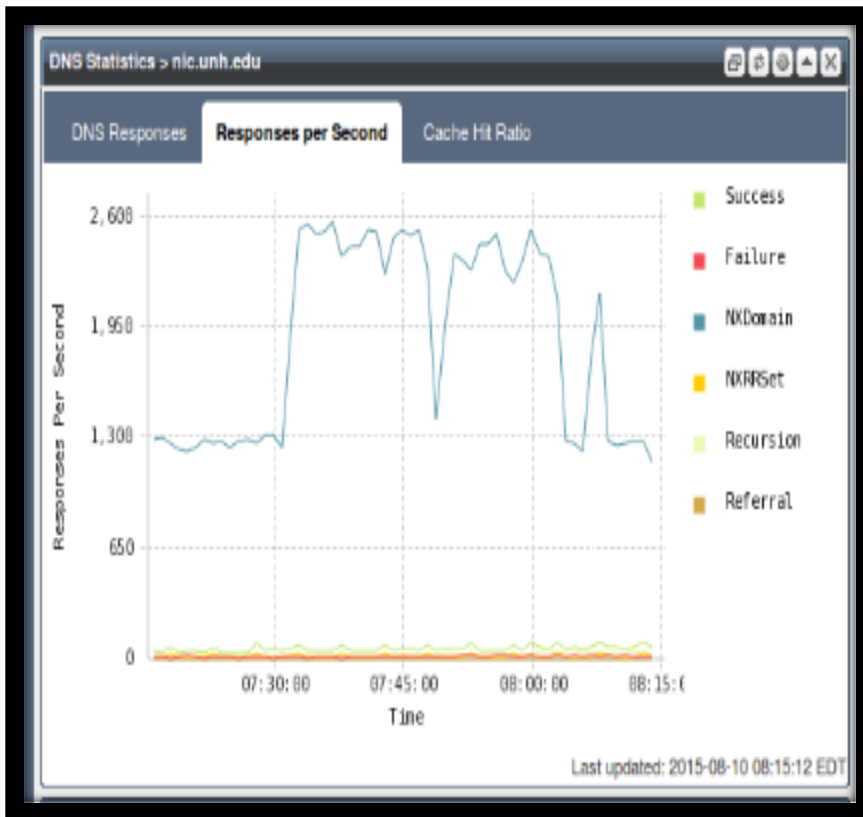 DNS Statistics > nic.unh.edu
DNS Responses
Responses per Second
Cache Hit Ratio
2,600
1,950
1,300
650
0
Responses Per Second
07:30:00
07:45:00
08:00:00
08:15:
Time
Success
Failure
NXDomain
NXRRSet
Recursion
Referral
Last updated: 2015-08-10 08:15:12 EDT